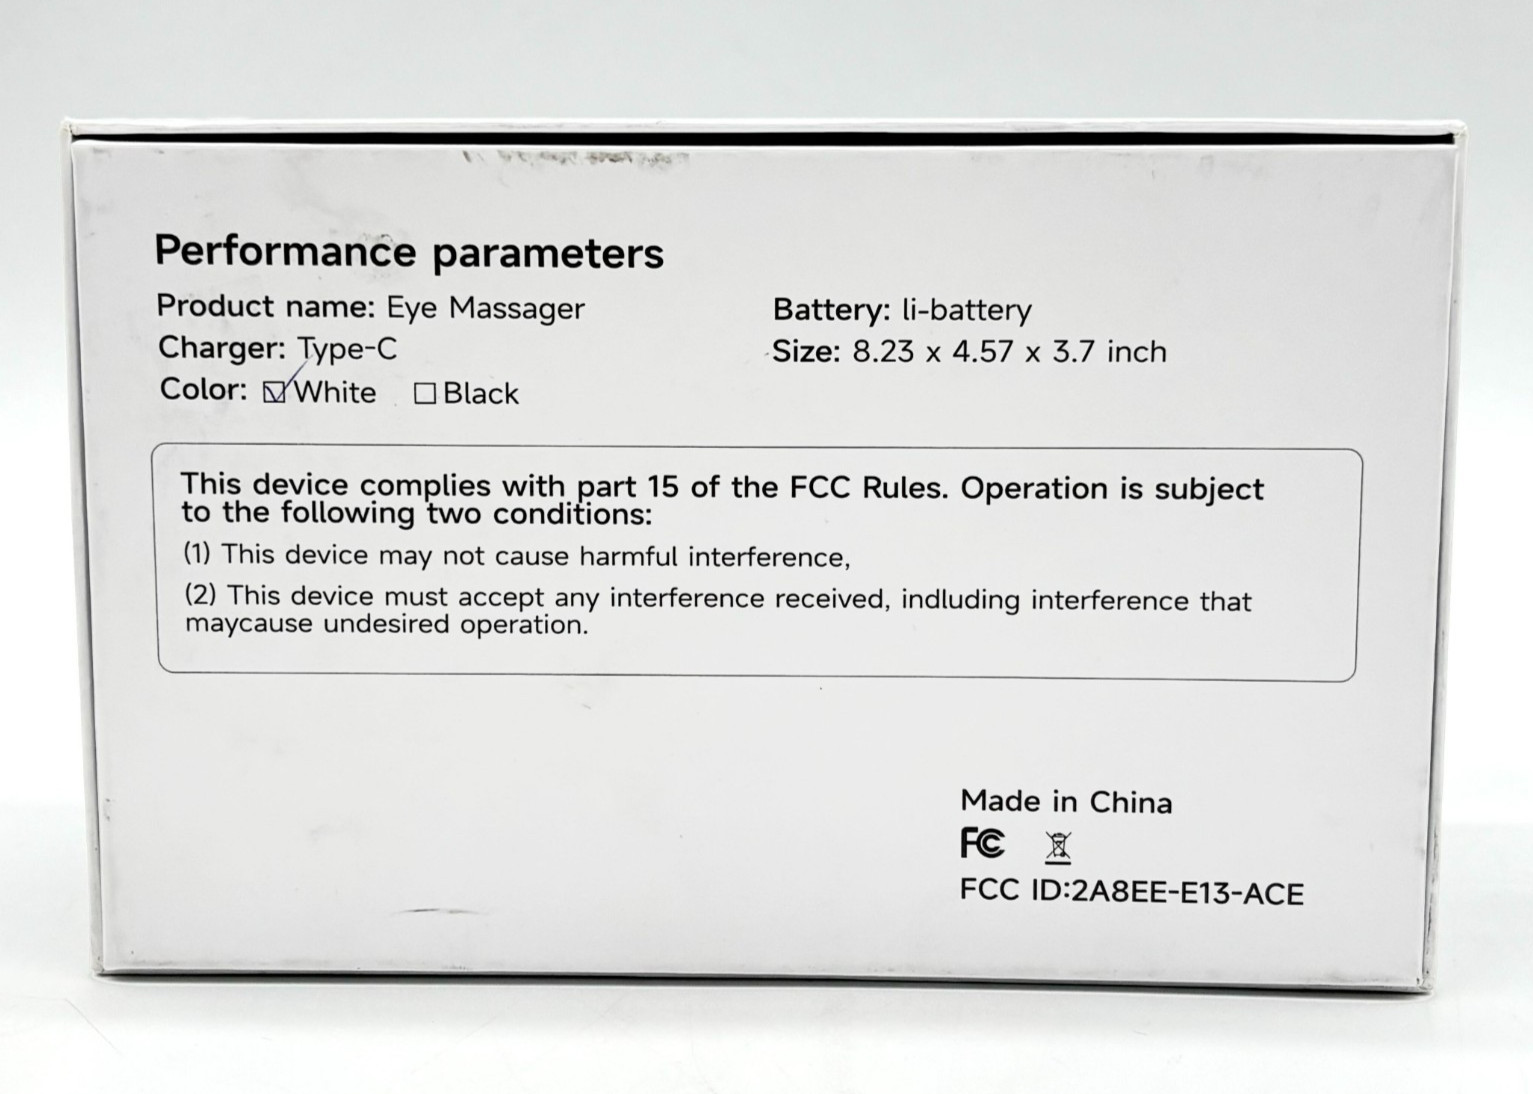 Performance parameters
Product name: Eye Massager
Battery: li-battery
Charger: Type-C
Size: 8.23 x 4.57 x 3.7 inch
Color: ☑White ☐Black
This device complies with part 15 of the FCC Rules. Operation is subject
to the following two conditions:
(1) This device may not cause harmful interference,
(2) This device must accept any interference received, indluding interference that
maycause undesired operation.
Made in China
FC
FCC ID:2A8EE-E13-ACE